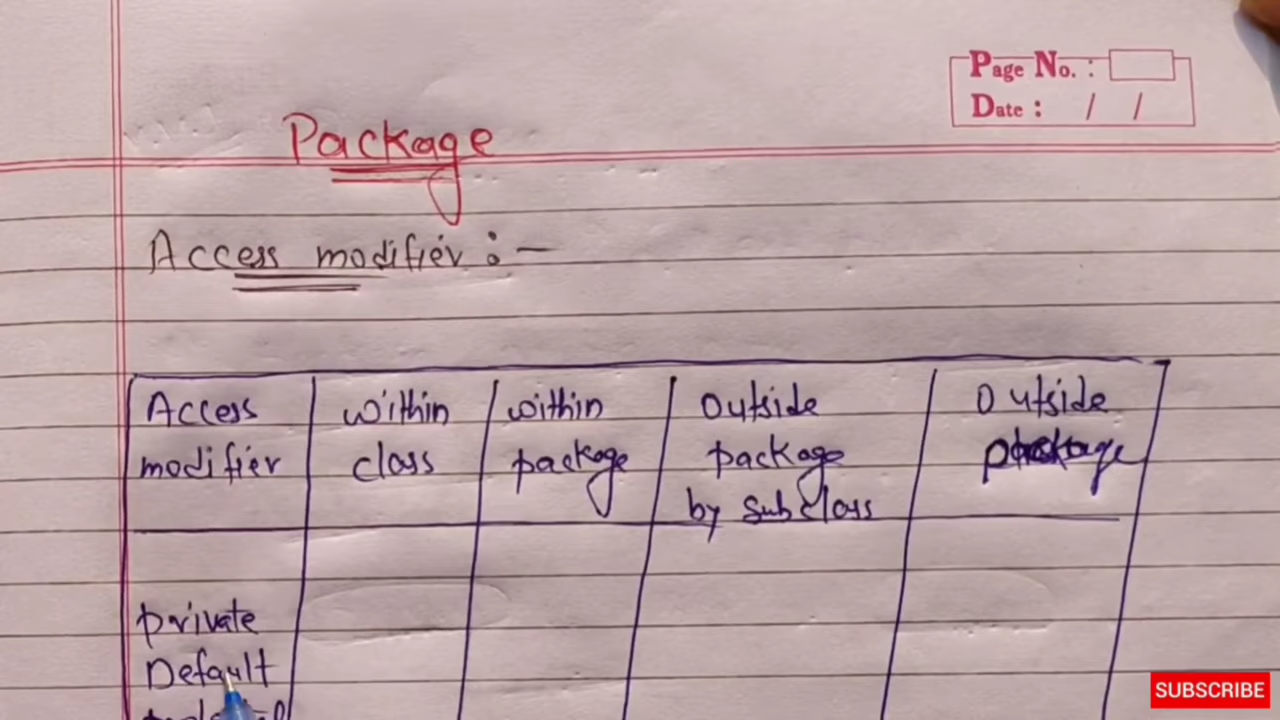 Page No. :
Date : / /
Package
Access modifier : -
Access modifier
within class
within package
Outside package by subclass
Outside package
private
Default
SUBSCRIBE